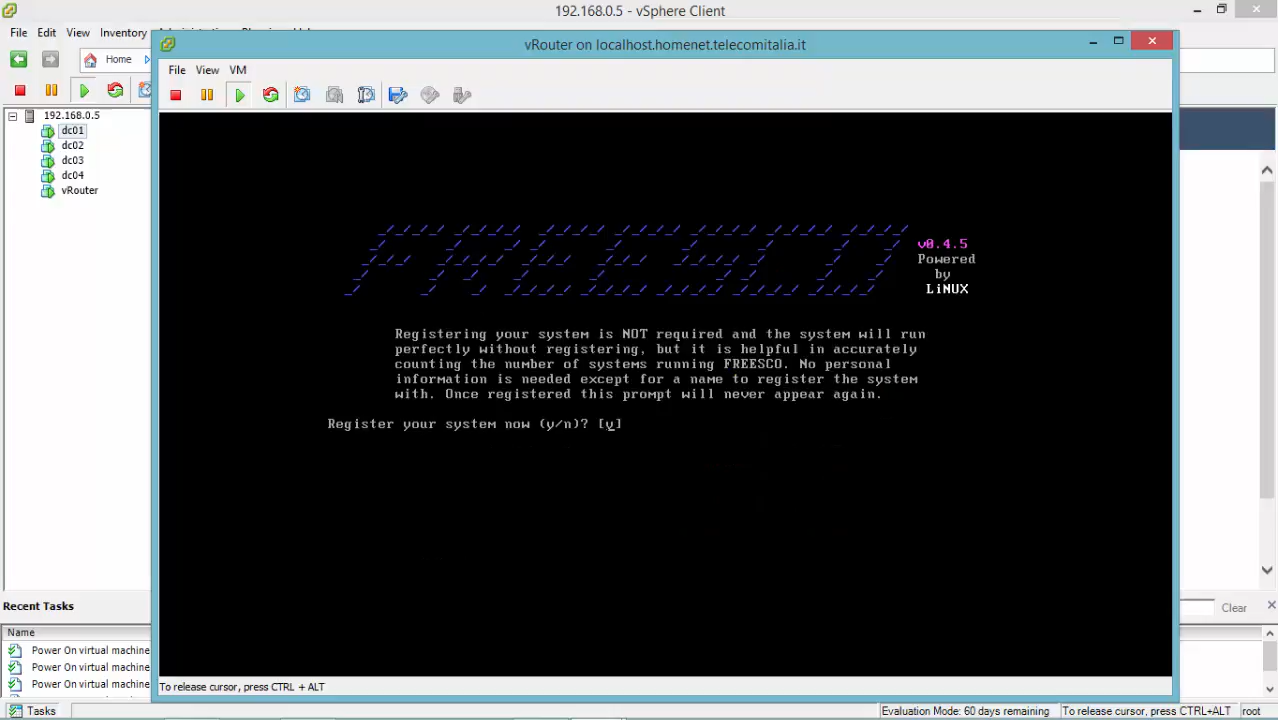 192.168.0.5 - vSphere Client
File Edit View Inventory
vRouter on localhost.homenet.telecomitalia.it
Home
File View VM
192.168.0.5
dc01
dc02
dc03
dc04
vRouter
FREESCO
v0.4.5
Powered
by
LiNUX
Registering your system is NOT required and the system will run
perfectly without registering, but it is helpful in accurately
counting the number of systems running FREESCO. No personal
information is needed except for a name to register the system
with. Once registered this prompt will never appear again.
Register your system now (y/n)? [y]
Recent Tasks
Clear
Name
Power On virtual machine
Power On virtual machine
Power On virtual machine
To release cursor, press CTRL + ALT
Tasks
Evaluation Mode: 60 days remaining
To release cursor, press CTRL+ALT
root